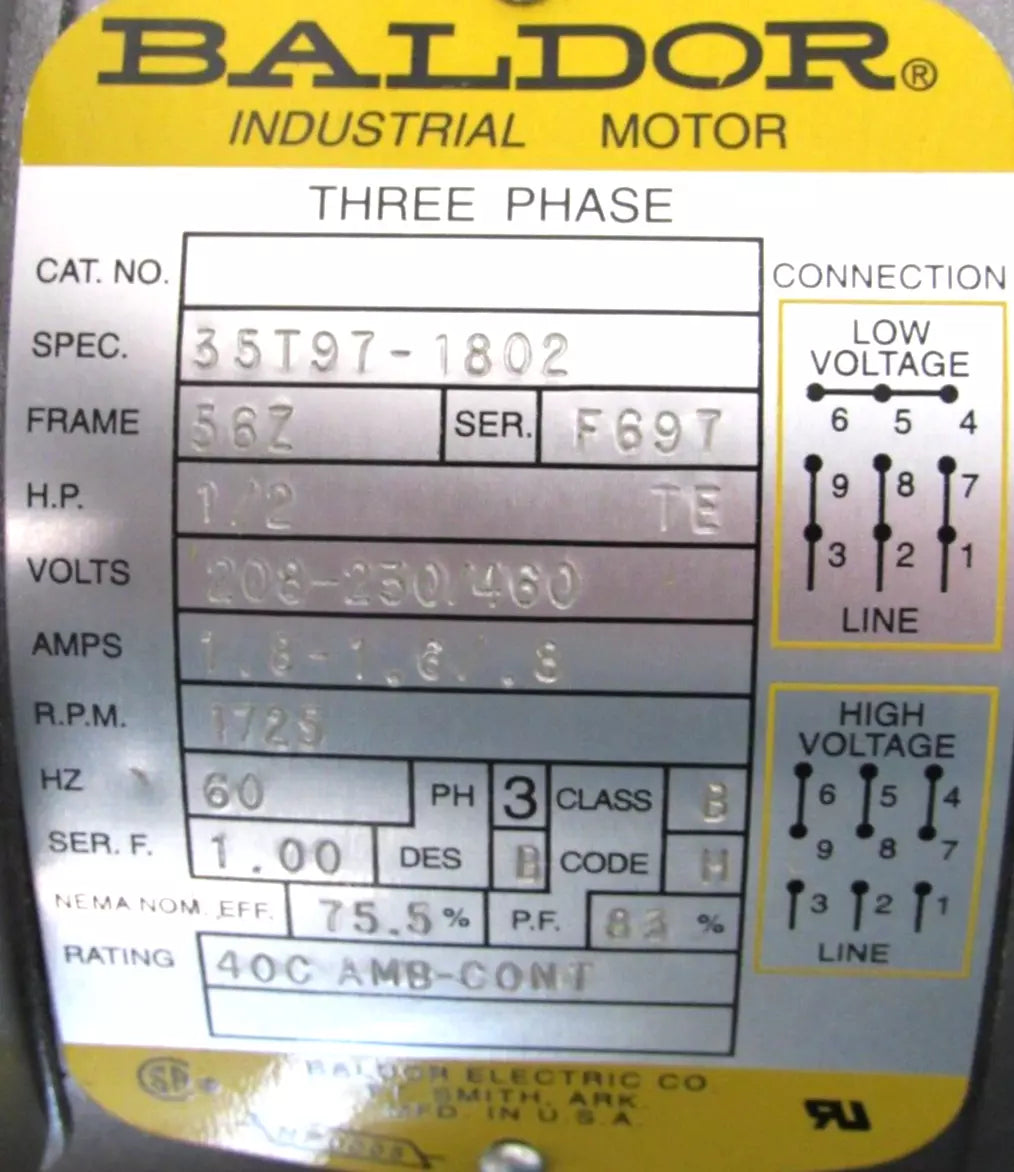 BALDOR®
INDUSTRIAL MOTOR
THREE PHASE
CAT. NO.
SPEC. 35T97-1802
FRAME 56Z SER. F697
H.P. 1/2 TE
VOLTS 208-230/460
AMPS 1.8-1.6/.8
R.P.M. 1725
HZ 60 PH 3 CLASS B
SER. F. 1.00 DES B CODE H
NEMA NOM. EFF. 75.5 % P.F. 83 %
RATING 40C AMB-CONT
CONNECTION
LOW
VOLTAGE
6 5 4
9 8 7
3 2 1
LINE
HIGH
VOLTAGE
6 5 4
9 8 7
3 2 1
LINE
BALDOR ELECTRIC CO
FT. SMITH, ARK.
MFD. IN U.S.A.